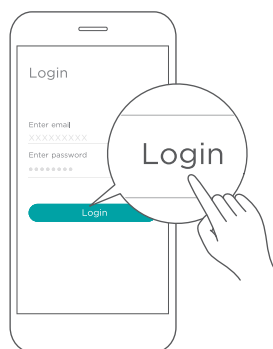 Login
Enter email
XXXXXXXXX
Enter password
********
Login
Login